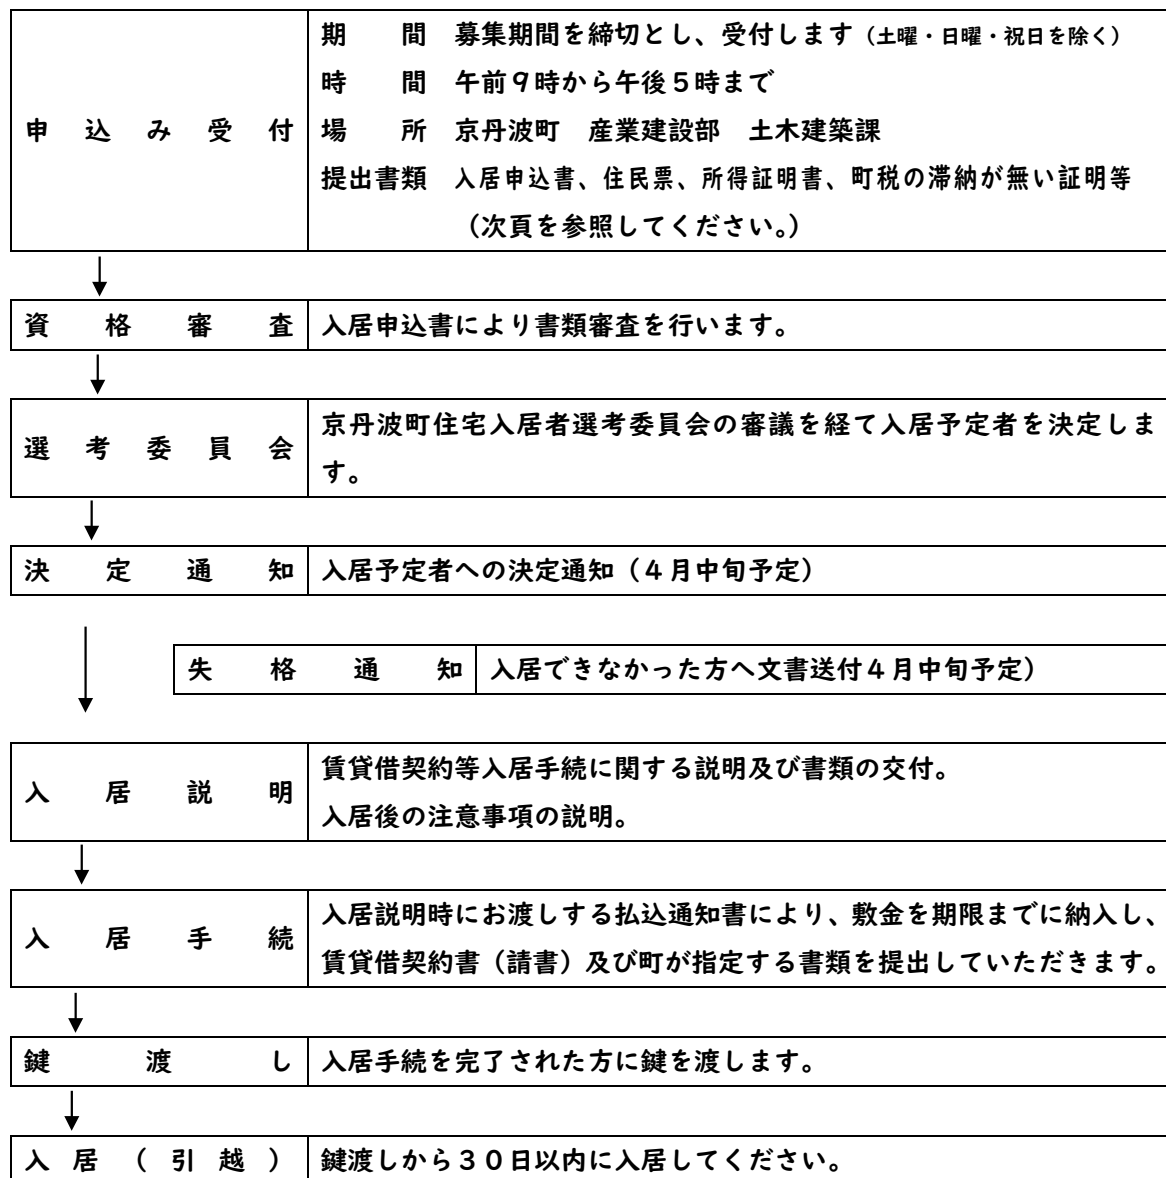 申込み受付
期間 募集期間を締切とし、受付します（土曜・日曜・祝日を除く）
時間 午前９時から午後５時まで
場所 京丹波町 産業建設部 土木建築課
提出書類 入居申込書、住民票、所得証明書、町税の滞納が無い証明等
（次頁を参照してください。）
資格審査
入居申込書により書類審査を行います。
選考委員会
京丹波町住宅入居者選考委員会の審議を経て入居予定者を決定しま
す。
決定通知
入居予定者への決定通知（４月中旬予定）
失格通知
入居できなかった方へ文書送付４月中旬予定）
入居説明
賃貸借契約等入居手続に関する説明及び書類の交付。
入居後の注意事項の説明。
入居手続
入居説明時にお渡しする払込通知書により、敷金を期限までに納入し、
賃貸借契約書（請書）及び町が指定する書類を提出していただきます。
鍵渡し
入居手続を完了された方に鍵を渡します。
入居（引越）
鍵渡しから３０日以内に入居してください。